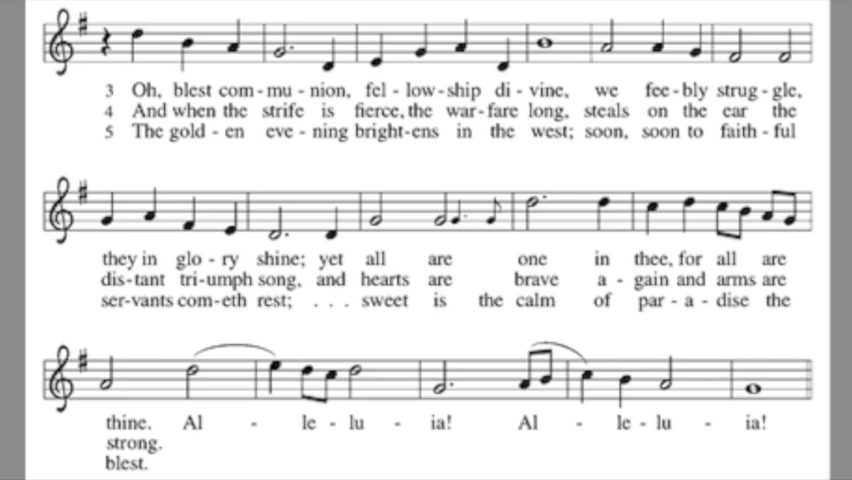 3 Oh, blest com - mu - nion, fel - low - ship di - vine, we fee - bly strug - gle,
4 And when the strife is fierce, the war - fare long, steals on the ear the
5 The gold - en eve - ning bright - ens in the west; soon, soon to faith - ful
they in glo - ry shine; yet all are one in thee, for all are
dis - tant tri - umph song, and hearts are brave a - gain and arms are
ser - vants com - eth rest; . . . sweet is the calm of par - a - dise the
thine. Al - le - lu - ia! Al - le - lu - ia!
strong.
blest.